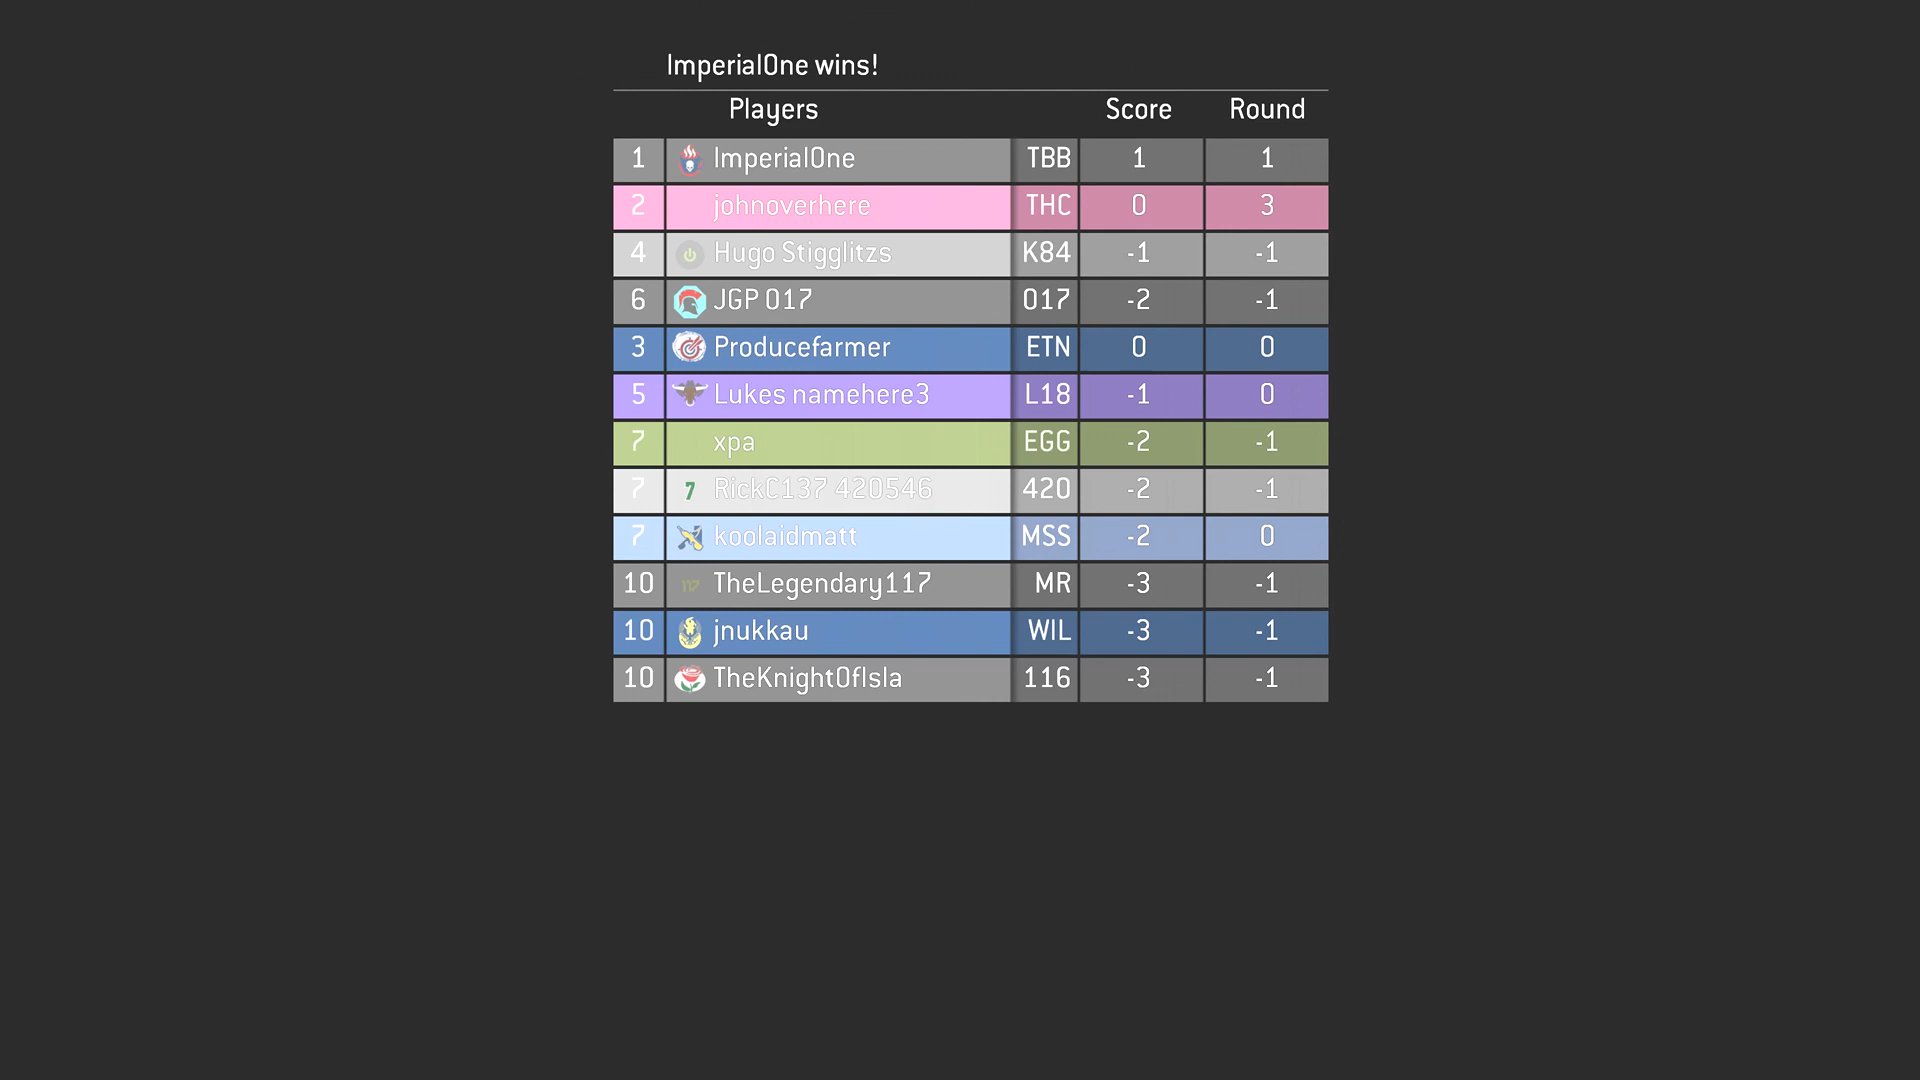 ImperialOne wins!
Players Score Round
1 ImperialOne TBB 1 1
2 johnoverhere THC 0 3
4 Hugo Stigglitzs K84 -1 -1
6 JGP 017 017 -2 -1
3 Producefarmer ETN 0 0
5 Lukes namehere3 L18 -1 0
7 xpa EGG -2 -1
7 7 RickC137 420546 420 -2 -1
7 koolaidmatt MSS -2 0
10 117 TheLegendary117 MR -3 -1
10 jnukkau WIL -3 -1
10 TheKnightOfIsla 116 -3 -1